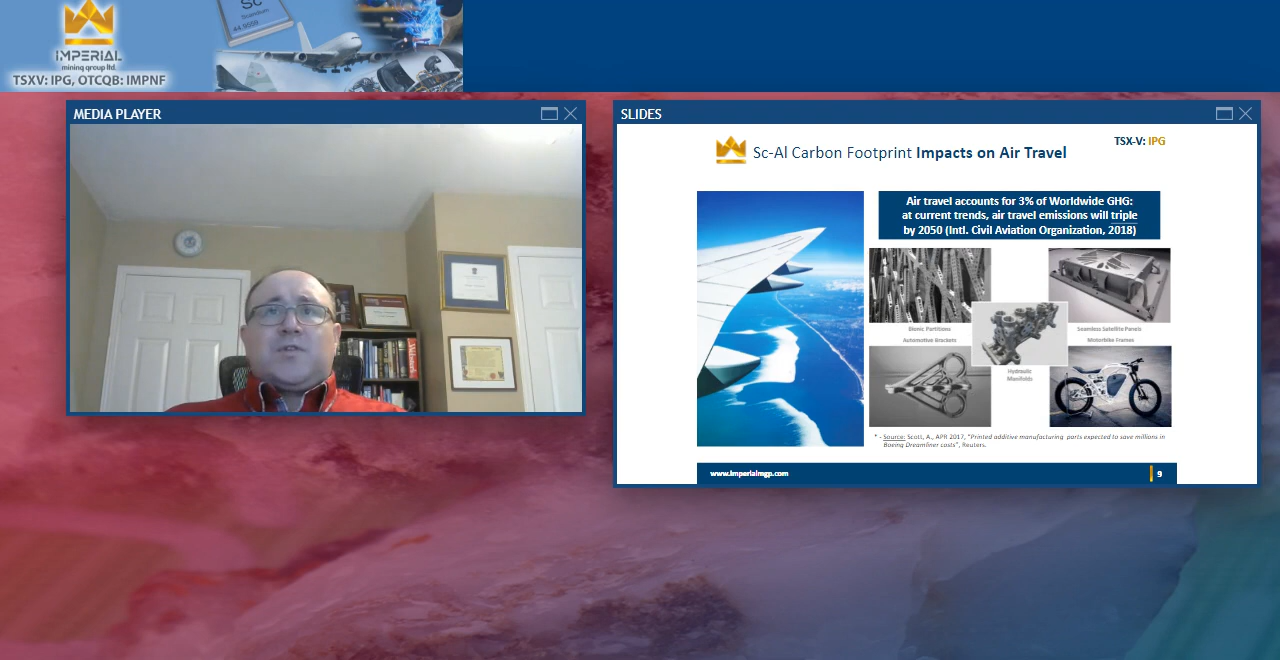 Sc
Scandium
44.9559
IMPERIAL
mining group ltd.
TSXV: IPG, OTCQB: IMPNF
MEDIA PLAYER
SLIDES
TSX-V: IPG
Sc-Al Carbon Footprint Impacts on Air Travel
Air travel accounts for 3% of Worldwide GHG:
at current trends, air travel emissions will triple
by 2050 (Intl. Civil Aviation Organization, 2018)
Bionic Partitions
Seamless Satellite Panels
Automotive Brackets
Motorbike Frames
Hydraulic
Manifolds
* - Source: Scott, A., APR 2017, "Printed additive manufacturing parts expected to save millions in
Boeing Dreamliner costs", Reuters.
www.imperialmgp.com
9